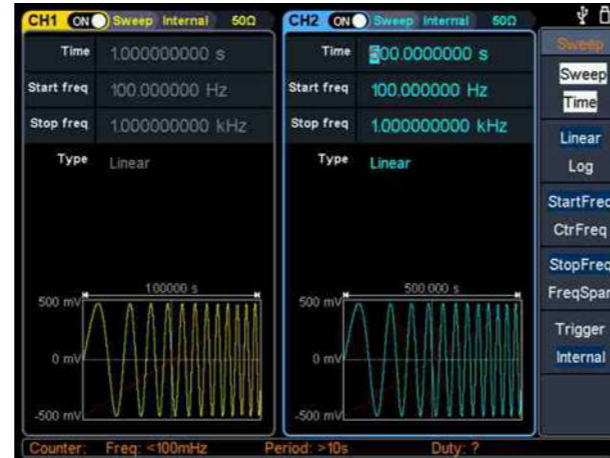 CH1 ON Sweep Internal 50Ω
Time 1.000000000 s
Start freq 100.000000 Hz
Stop freq 1.000000000 kHz
Type Linear
1.00000 s
500 mV
0 mV
-500 mV
CH2 ON Sweep Internal 50Ω
Time 500.0000000 s
Start freq 100.000000 Hz
Stop freq 1.000000000 kHz
Type Linear
500.000 s
500 mV
0 mV
-500 mV
Sweep
Sweep
Time
Linear
Log
StartFreq
CtrFreq
StopFreq
FreqSpan
Trigger
Internal
Counter: Freq: <100mHz Period: >10s Duty: ?